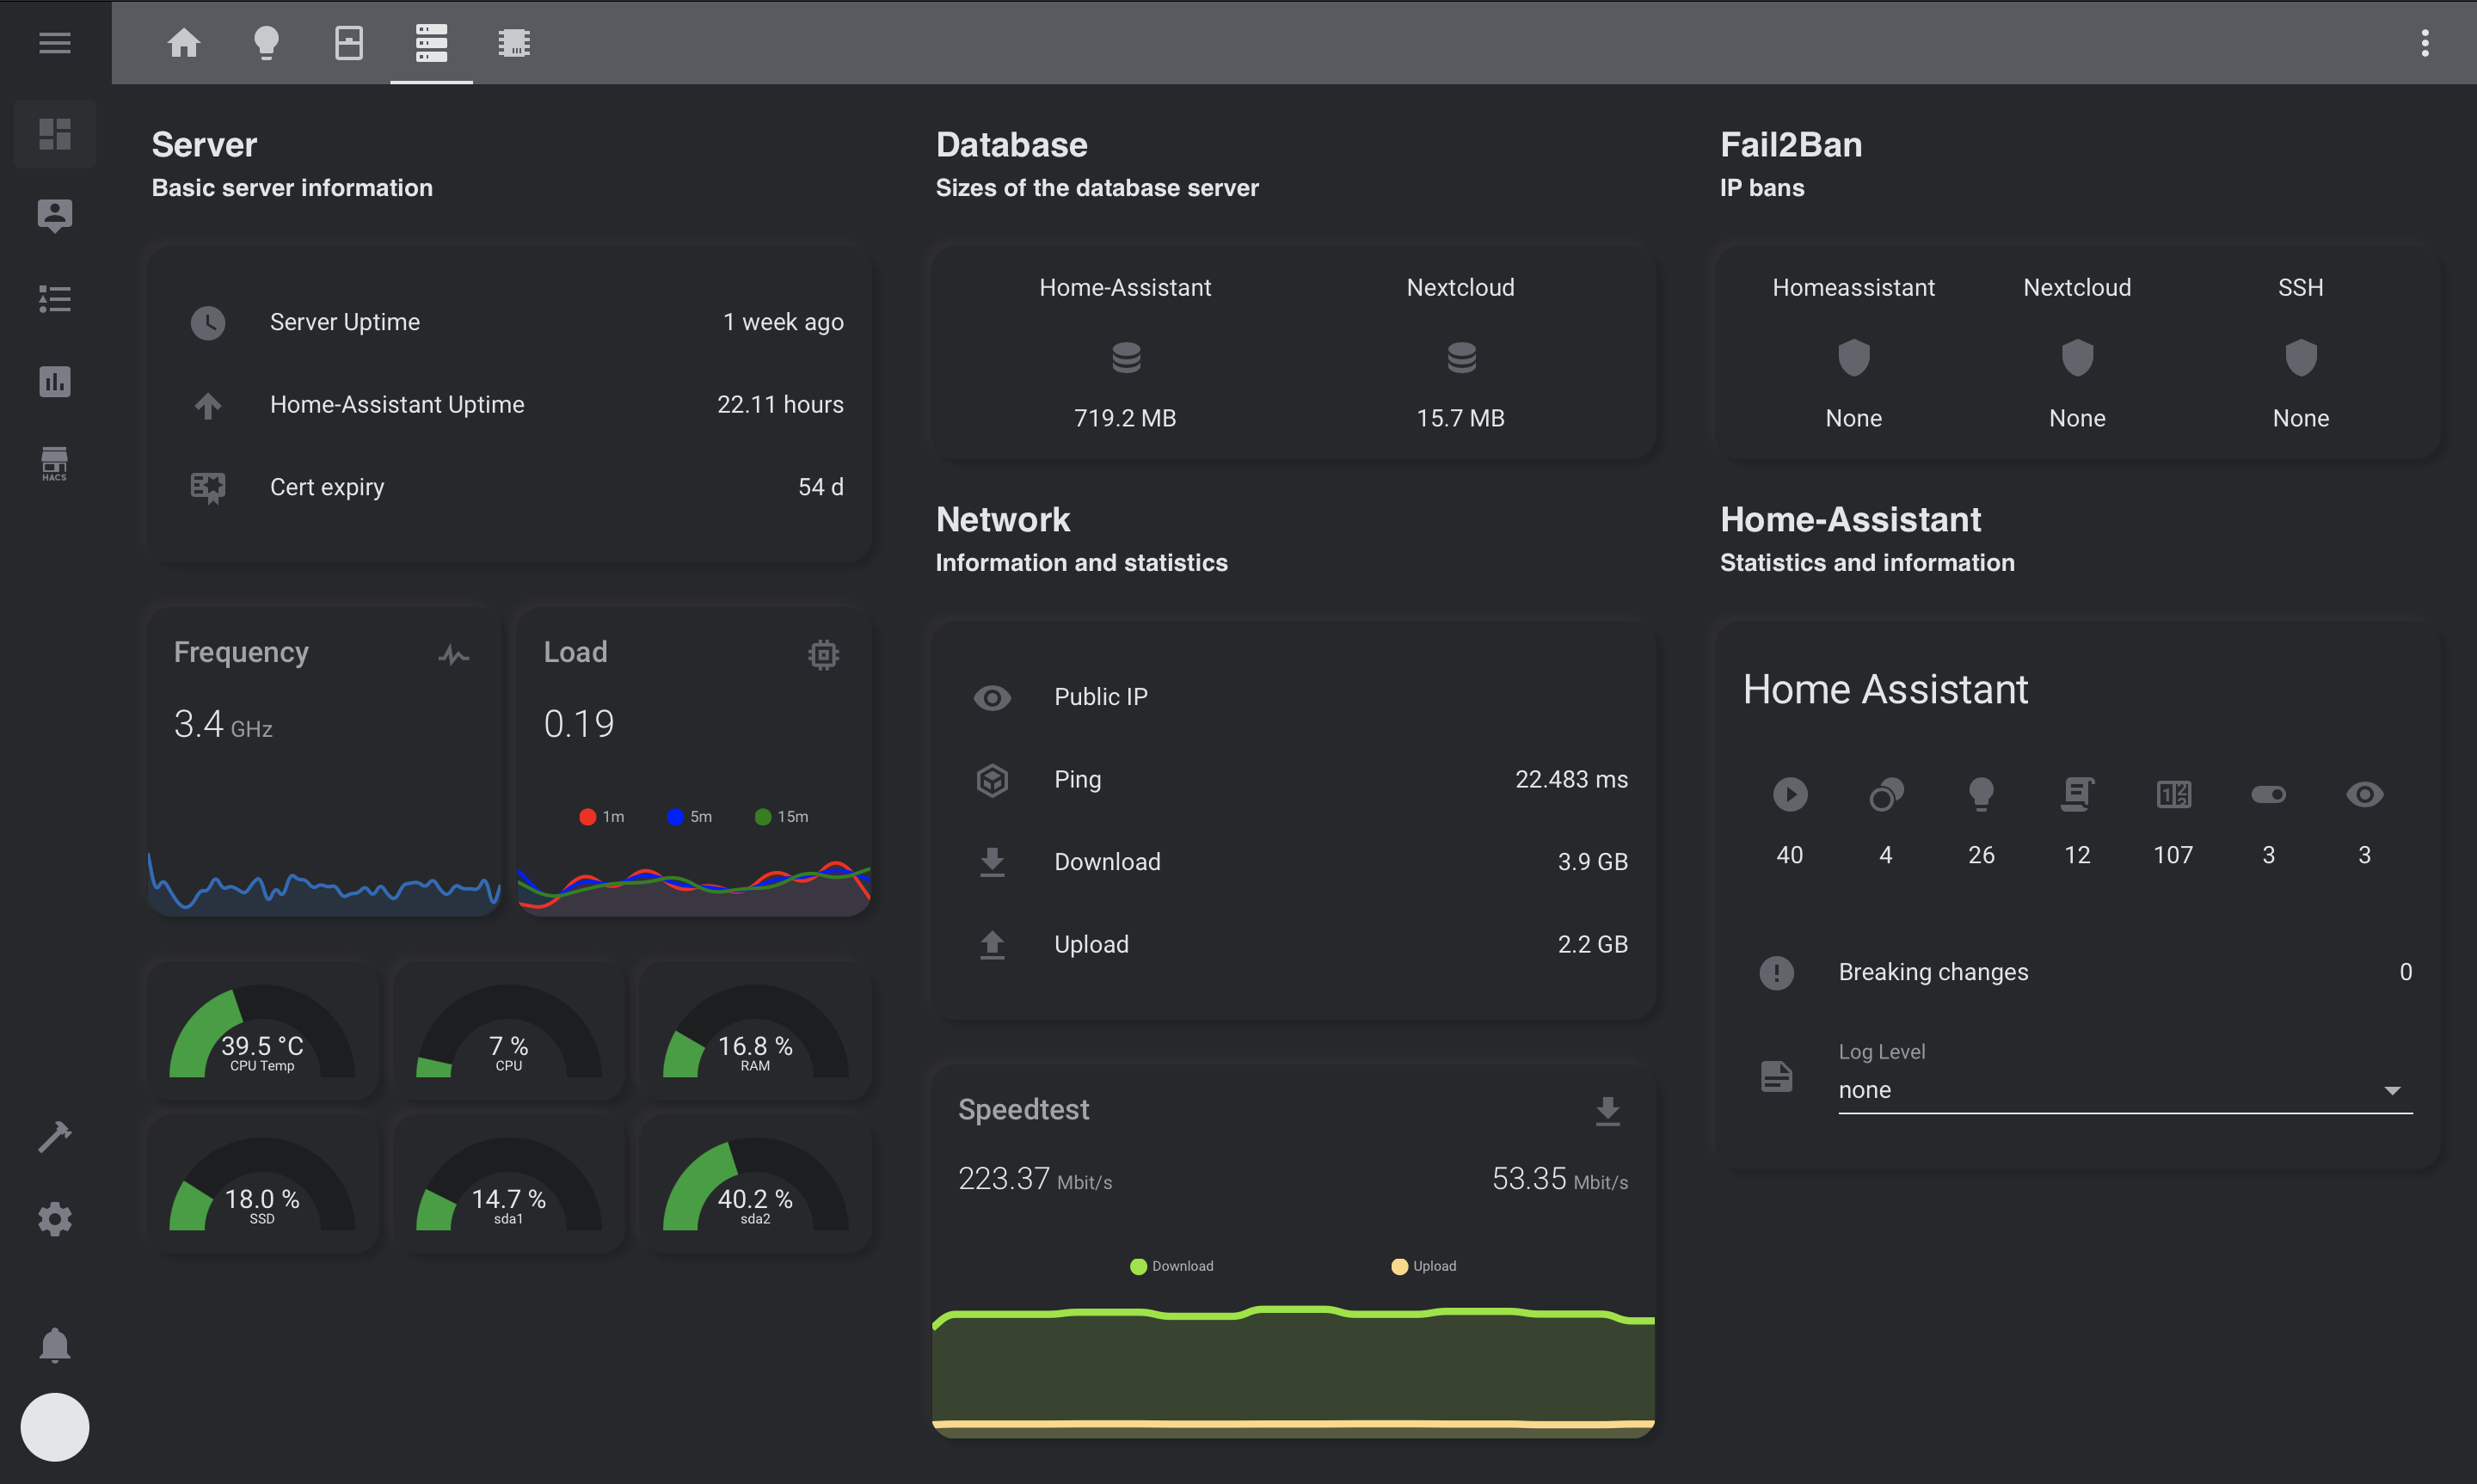 HACS
Server
Basic server information
Server Uptime 1 week ago
Home-Assistant Uptime 22.11 hours
Cert expiry 54 d
Frequency
3.4 GHz
Load
0.19
1m 5m 15m
39.5 °C
CPU Temp
7 %
CPU
16.8 %
RAM
18.0 %
SSD
14.7 %
sda1
40.2 %
sda2
Database
Sizes of the database server
Home-Assistant Nextcloud
719.2 MB 15.7 MB
Network
Information and statistics
Public IP
Ping 22.483 ms
Download 3.9 GB
Upload 2.2 GB
Speedtest
223.37 Mbit/s 53.35 Mbit/s
Download Upload
Fail2Ban
IP bans
Homeassistant Nextcloud SSH
None None None
Home-Assistant
Statistics and information
Home Assistant
40 4 26 12 107 3 3
Breaking changes 0
Log Level
none